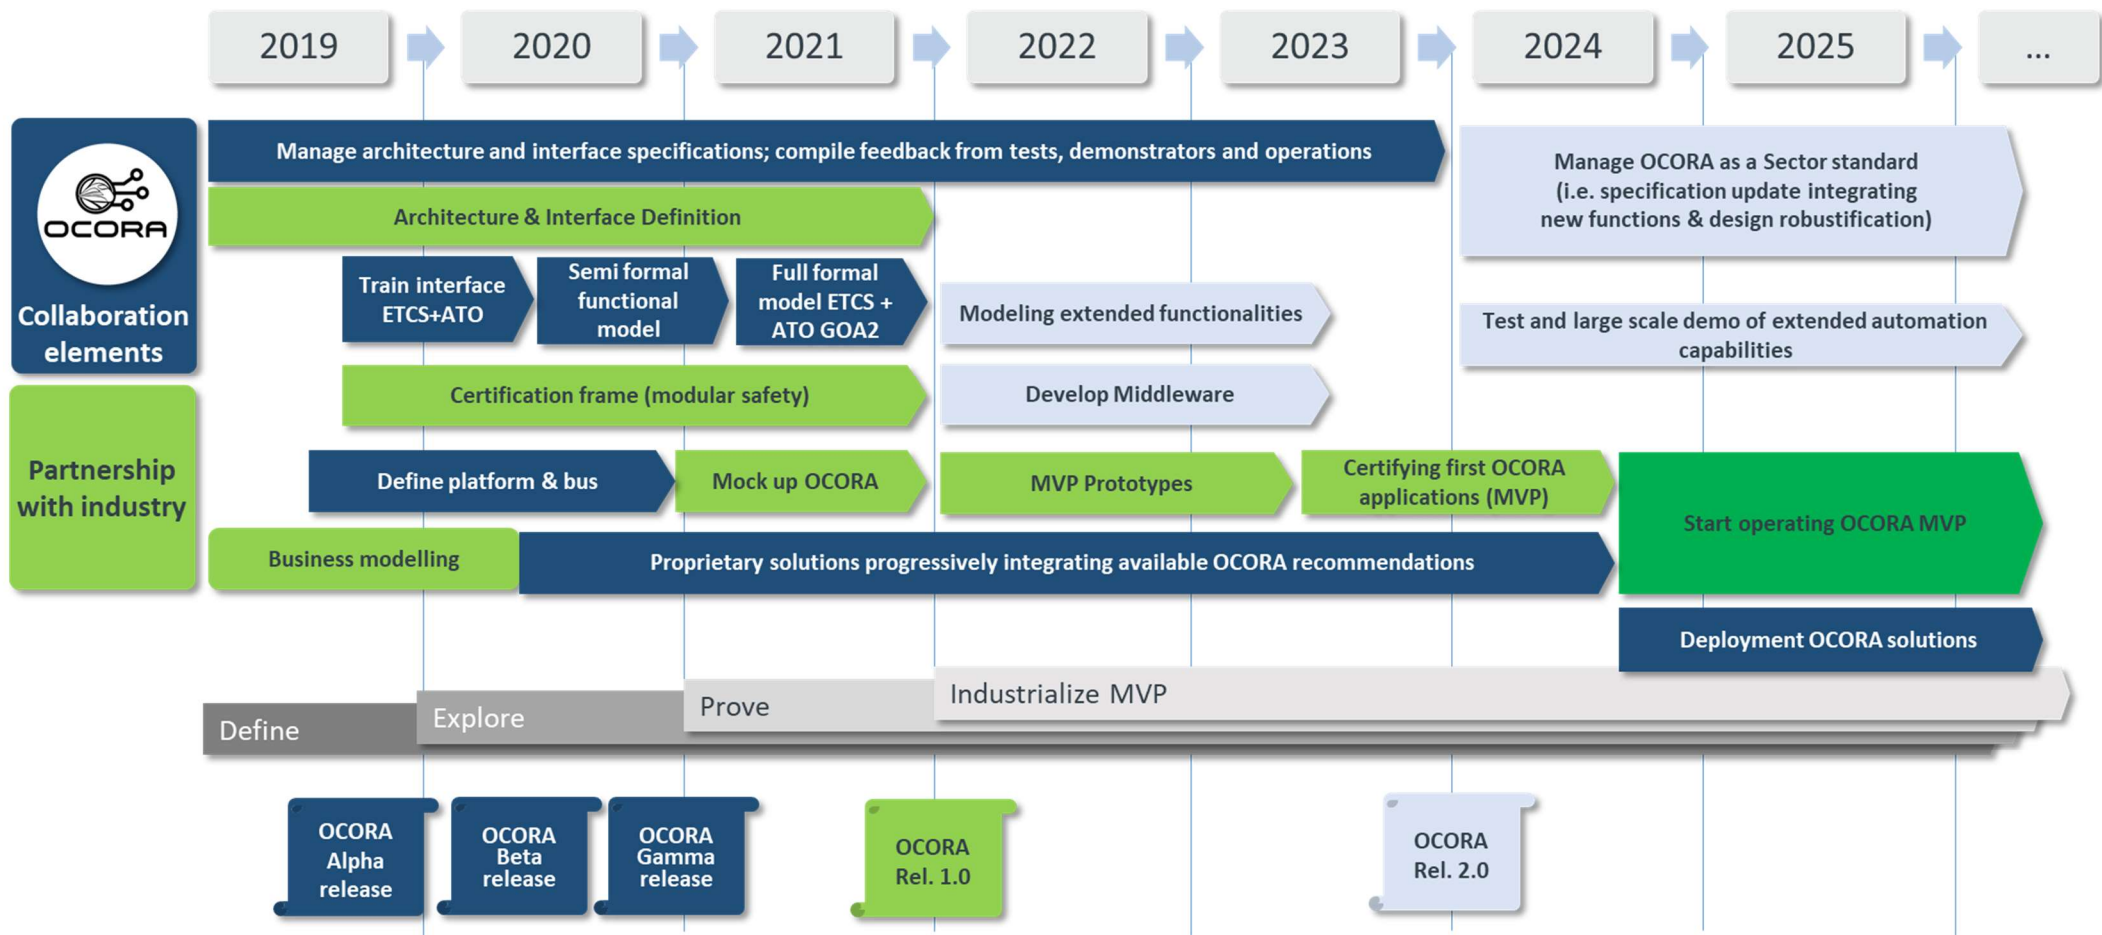 2019
2020
2021
2022
2023
2024
2025
...
OCORA
Collaboration
elements
Partnership
with industry
Manage architecture and interface specifications; compile feedback from tests, demonstrators and operations
Manage OCORA as a Sector standard
(i.e. specification update integrating
new functions & design robustification)
Architecture & Interface Definition
Train interface
ETCS+ATO
Semi formal
functional
model
Full formal
model ETCS +
ATO GOA2
Modeling extended functionalities
Test and large scale demo of extended automation
capabilities
Certification frame (modular safety)
Develop Middleware
Define platform & bus
Mock up OCORA
MVP Prototypes
Certifying first OCORA
applications (MVP)
Start operating OCORA MVP
Business modelling
Proprietary solutions progressively integrating available OCORA recommendations
Deployment OCORA solutions
Define
Explore
Prove
Industrialize MVP
OCORA
Alpha
release
OCORA
Beta
release
OCORA
Gamma
release
OCORA
Rel. 1.0
OCORA
Rel. 2.0